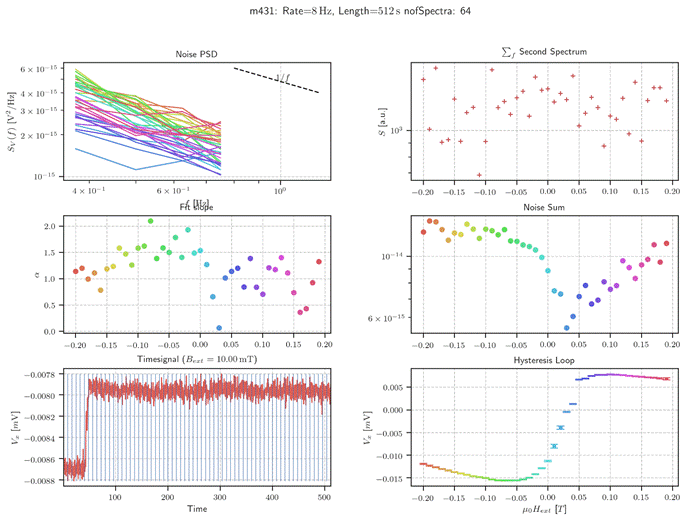 m431: Rate=8 Hz, Length=512 s nofSpectra: 64
Noise PSD
S_V(f) [V²/Hz]
6 × 10⁻¹⁵
4 × 10⁻¹⁵
3 × 10⁻¹⁵
2 × 10⁻¹⁵
10⁻¹⁵
1/f
4 × 10⁻¹ 6 × 10⁻¹ 10⁰
f [Hz]
∑_f Second Spectrum
S [a.u.]
10³
−0.20 −0.15 −0.10 −0.05 0.00 0.05 0.10 0.15 0.20
Fit slope
α
2.0
1.5
1.0
0.5
0.0
−0.20 −0.15 −0.10 −0.05 0.00 0.05 0.10 0.15 0.20
Noise Sum
10⁻¹⁴
6 × 10⁻¹⁵
−0.20 −0.15 −0.10 −0.05 0.00 0.05 0.10 0.15 0.20
Timesignal (B_ext = 10.00 mT)
V_x [mV]
−0.0078
−0.0080
−0.0082
−0.0084
−0.0086
−0.0088
100 200 300 400 500
Time
Hysteresis Loop
V_x [mV]
0.005
0.000
−0.005
−0.010
−0.015
−0.20 −0.15 −0.10 −0.05 0.00 0.05 0.10 0.15 0.20
μ₀H_ext [T]